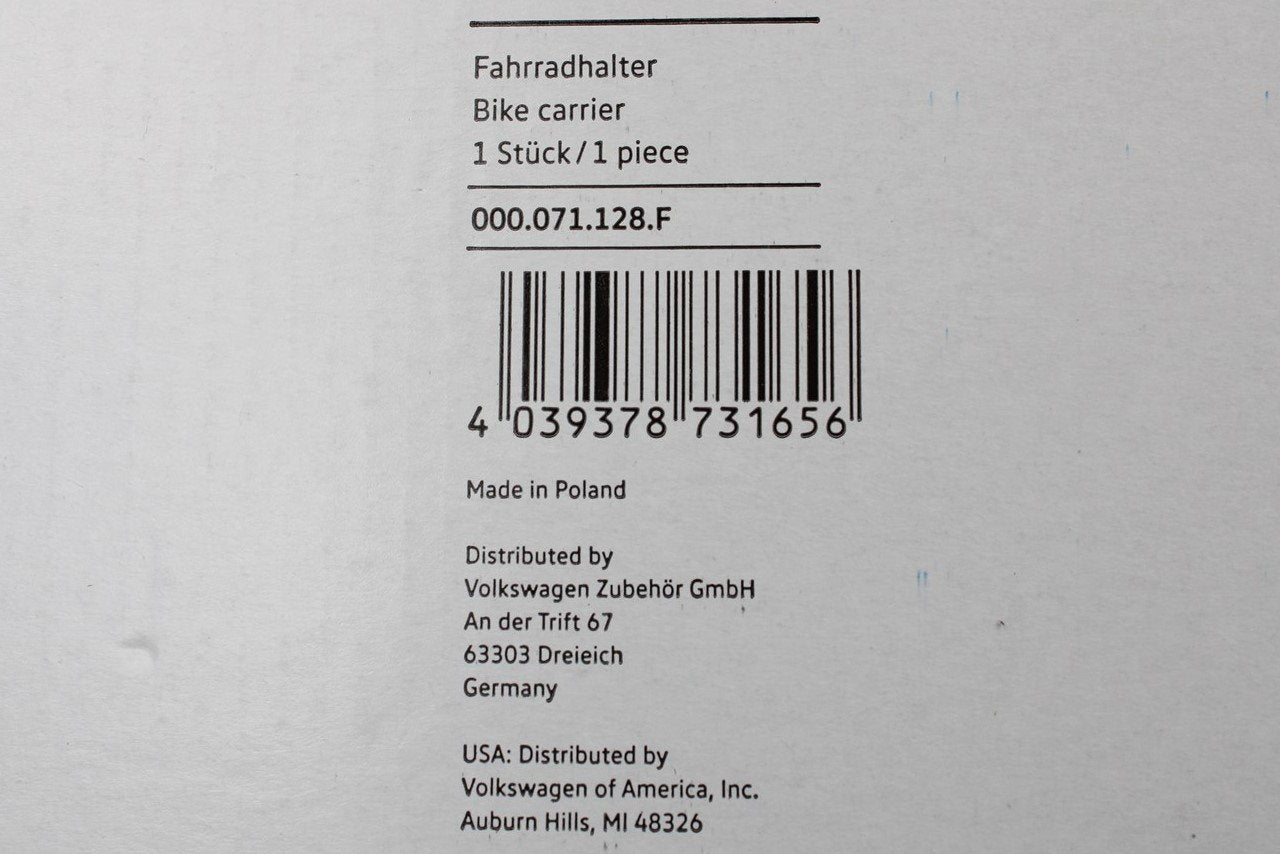 Fahrradhalter
Bike carrier
1 Stück/1 piece
000.071.128.F
4 039378 731656
Made in Poland
Distributed by
Volkswagen Zubehör GmbH
An der Trift 67
63303 Dreieich
Germany
USA: Distributed by
Volkswagen of America, Inc.
Auburn Hills, MI 48326